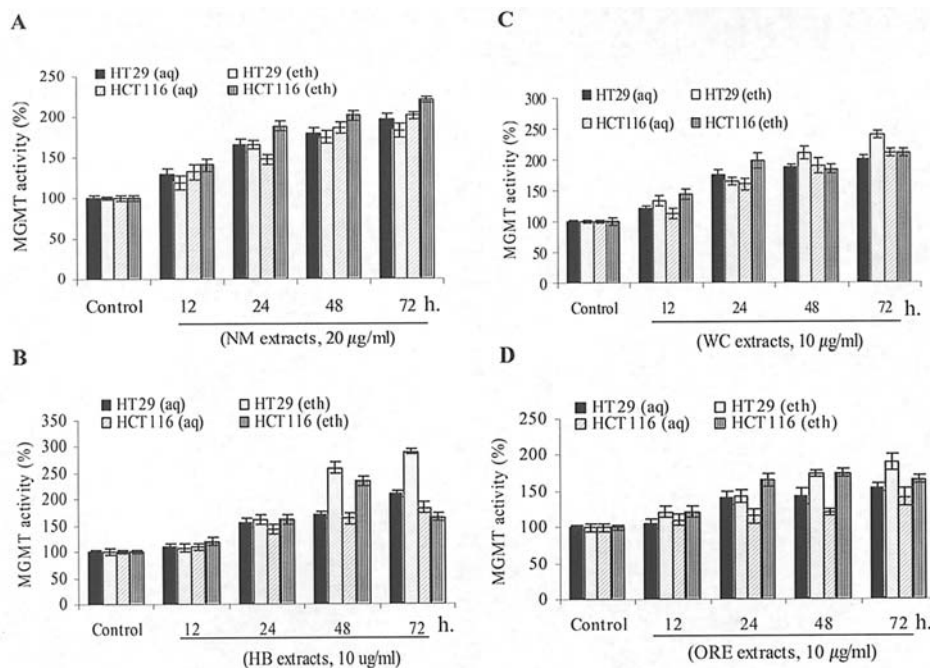 A
HT29 (aq) HT29 (eth)
HCT116 (aq) HCT116 (eth)
250
200
150
100
50
0
MGMT activity (%)
Control 12 24 48 72 h.
(NM extracts, 20 µg/ml)
B
HT29 (aq) HT29 (eth)
HCT116 (aq) HCT116 (eth)
350
300
250
200
150
100
50
0
MGMT activity (%)
Control 12 24 48 72 h.
(HB extracts, 10 ug/ml)
C
HT29 (aq) HT29 (eth)
HCT116 (aq) HCT116 (eth)
300
250
200
150
100
50
0
MGMT activity (%)
Control 12 24 48 72 h.
(WC extracts, 10 µg/ml)
D
HT29 (aq) HT29 (eth)
HCT116 (aq) HCT116 (eth)
250
200
150
100
50
0
MGMT activity (%)
Control 12 24 48 72 h.
(ORE extracts, 10 µg/ml)